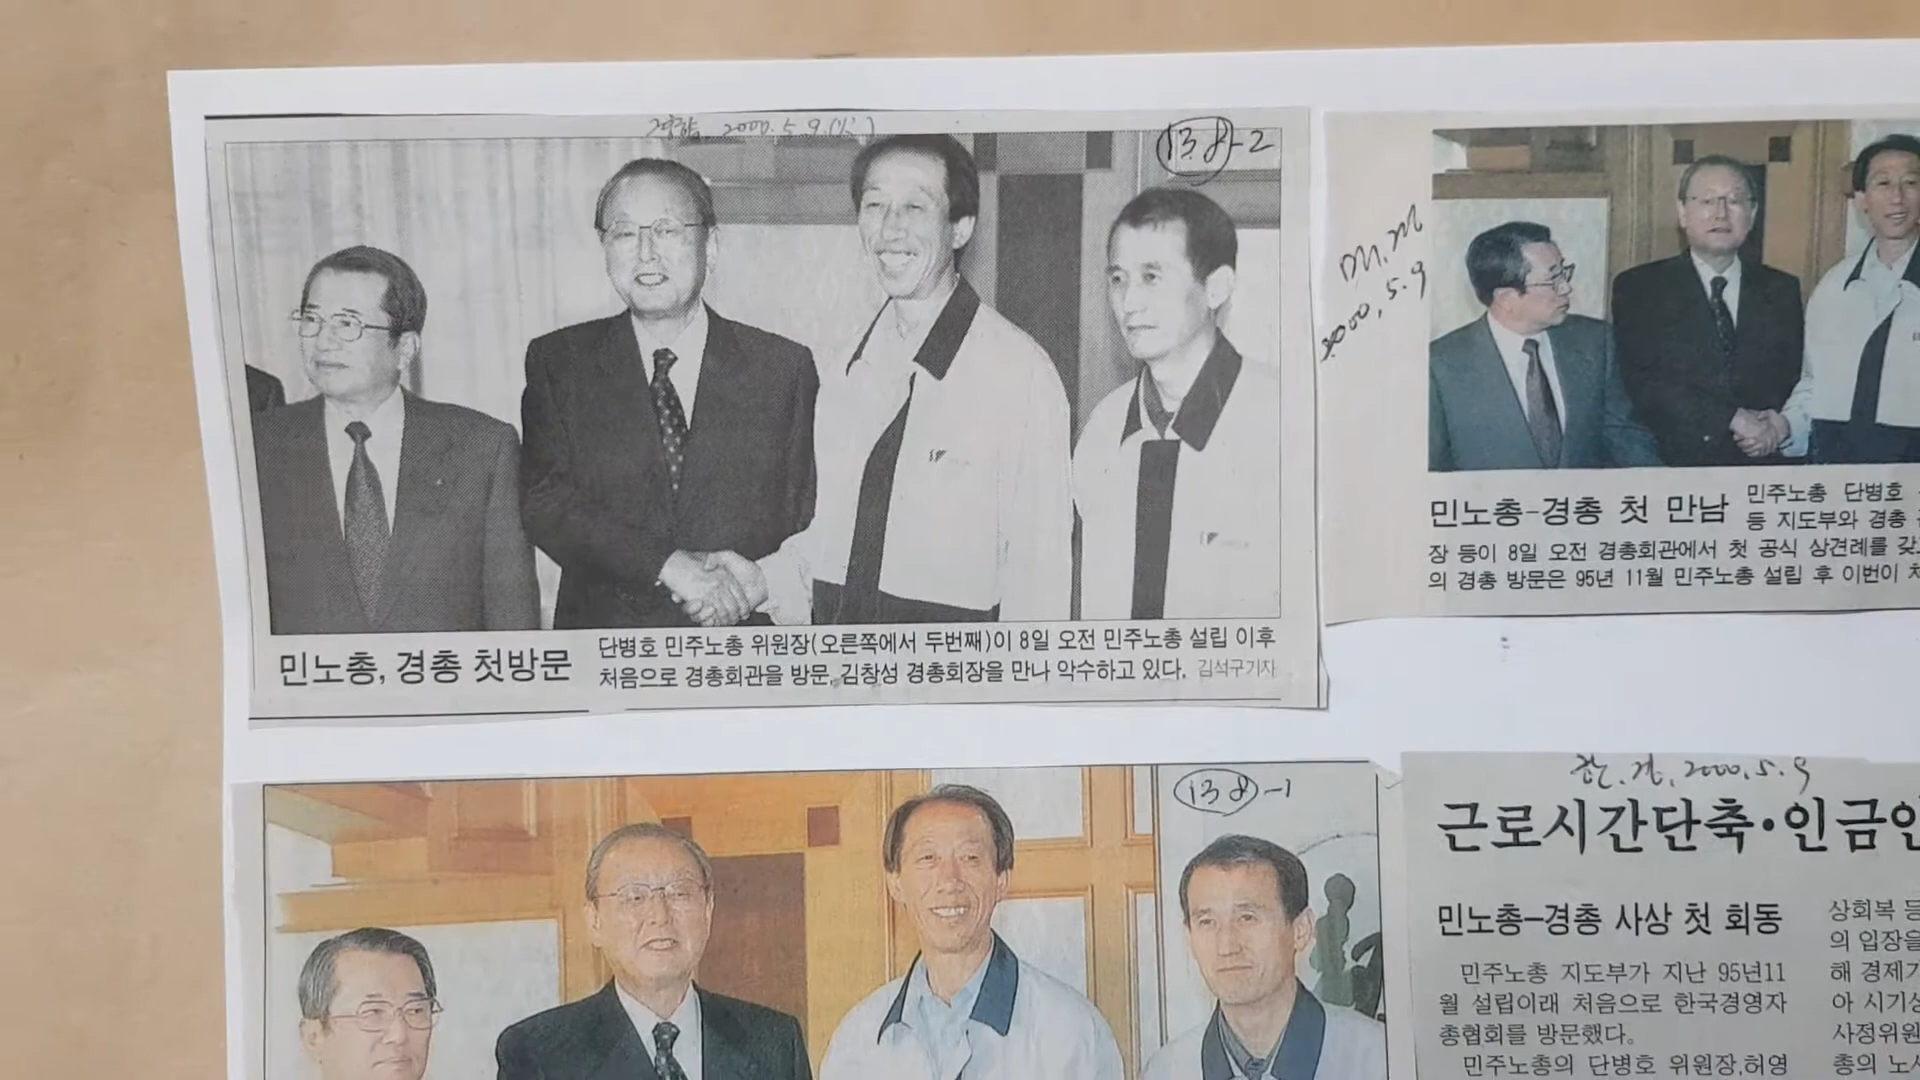 경향. 2000. 5. 9. (火)
138-2
민노총, 경총 첫방문
단병호 민주노총 위원장(오른쪽에서 두번째)이 8일 오전 민주노총 설립 이후
처음으로 경총회관을 방문, 김창성 경총회장을 만나 악수하고 있다. 김석구기자
2000. 5. 9
민노총-경총 첫 만남
민주노총 단병호
등 지도부와 경총
장 등이 8일 오전 경총회관에서 첫 공식 상견례를 갖
의 경총 방문은 95년 11월 민주노총 설립 후 이번이
138-1
한. 경, 2000. 5. 9
근로시간단축·임금인
민노총-경총 사상 첫 회동
민주노총 지도부가 지난 95년11
월 설립이래 처음으로 한국경영자
총협회를 방문했다.
민주노총의 단병호 위원장,허영
상회복 등
의 입장을
해 경제
아 시기
사정위원
총의 노